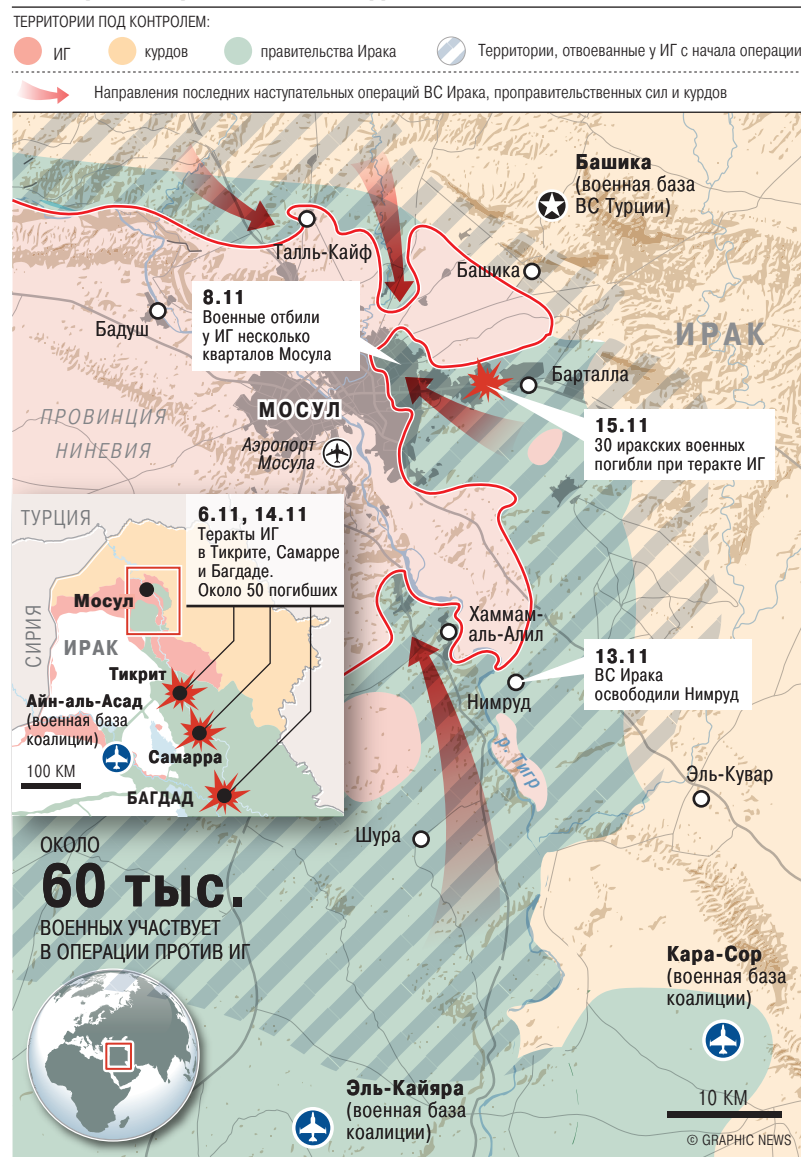 ТЕРРИТОРИИ ПОД КОНТРОЛЕМ:
ИГ
курдов
правительства Ирака
Территории, отвоеванные у ИГ с начала операции
Направления последних наступательных операций ВС Ирака, проправительственных сил и курдов
Башика
(военная база
ВС Турции)
Талль-Кайф
Башика
8.11
Военные отбили
у ИГ несколько
кварталов Мосула
Бадуш
ИРАК
Барталла
МОСУЛ
ПРОВИНЦИЯ
НИНЕВИЯ
Аэропорт
Мосула
15.11
30 иракских военных
погибли при теракте ИГ
ТУРЦИЯ
6.11, 14.11
Теракты ИГ
в Тикрите, Самарре
и Багдаде.
Около 50 погибших
Мосул
СИРИЯ
ИРАК
Тикрит
Айн-аль-Асад
(военная база
коалиции)
Самарра
100 КМ
БАГДАД
Хаммам-
аль-Алил
13.11
ВС Ирака
освободили Нимруд
Нимруд
р. Тигр
Эль-Кувар
Шура
ОКОЛО
60 тыс.
ВОЕННЫХ УЧАСТВУЕТ
В ОПЕРАЦИИ ПРОТИВ ИГ
Кара-Сор
(военная база
коалиции)
Эль-Кайяра
(военная база
коалиции)
10 КМ
© GRAPHIC NEWS